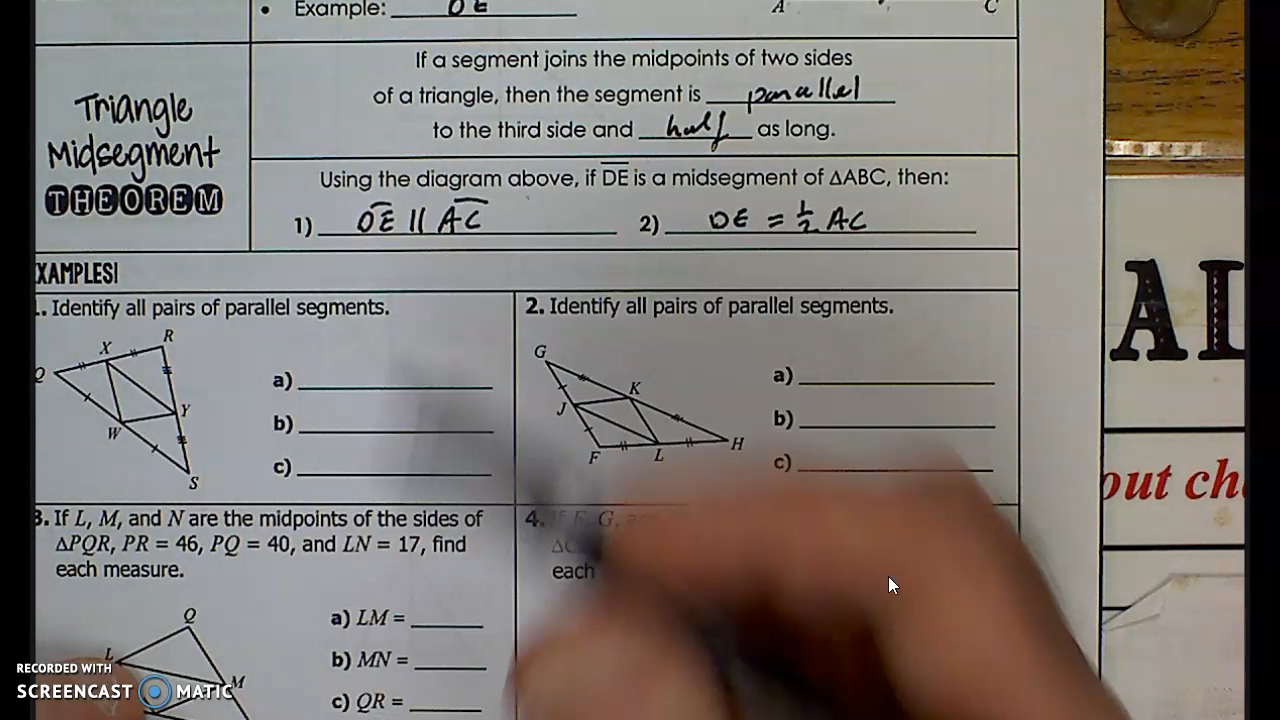 • Example: DE
A C
If a segment joins the midpoints of two sides
of a triangle, then the segment is parallel
to the third side and half as long.
Triangle
Midsegment
THEOREM
Using the diagram above, if DE is a midsegment of ΔABC, then:
1) DE || AC 2) DE = 1/2 AC
XAMPLES!
1. Identify all pairs of parallel segments.
Q X R W Y S
a)
b)
c)
2. Identify all pairs of parallel segments.
G K J F L H
a)
b)
c)
3. If L, M, and N are the midpoints of the sides of
ΔPQR, PR = 46, PQ = 40, and LN = 17, find
each measure.
Q L M
a) LM =
b) MN =
c) QR =
4.
each
AL
out ch
RECORDED WITH
SCREENCAST MATIC